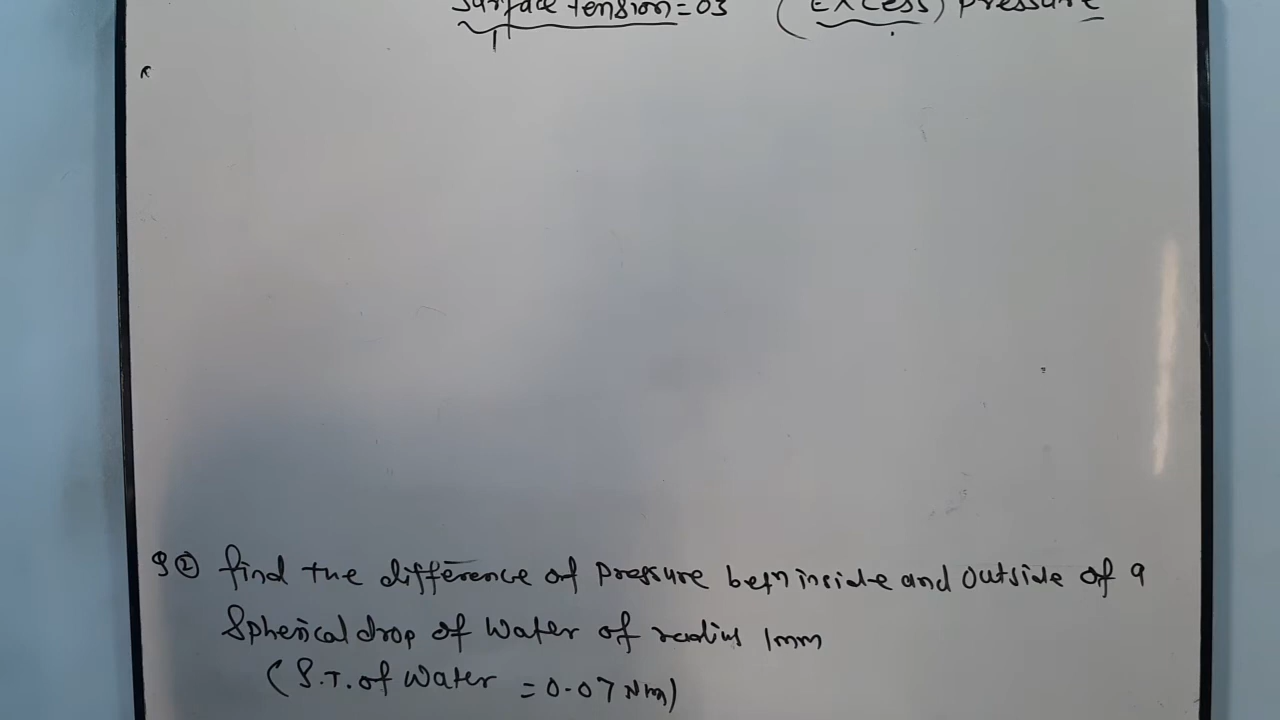 Surface tension = 03 (Excess) Pressure
Q② find the difference of pressure betn inside and outside of a
Spherical drop of Water of radius 1mm
(S.T. of Water = 0.07 Nm)